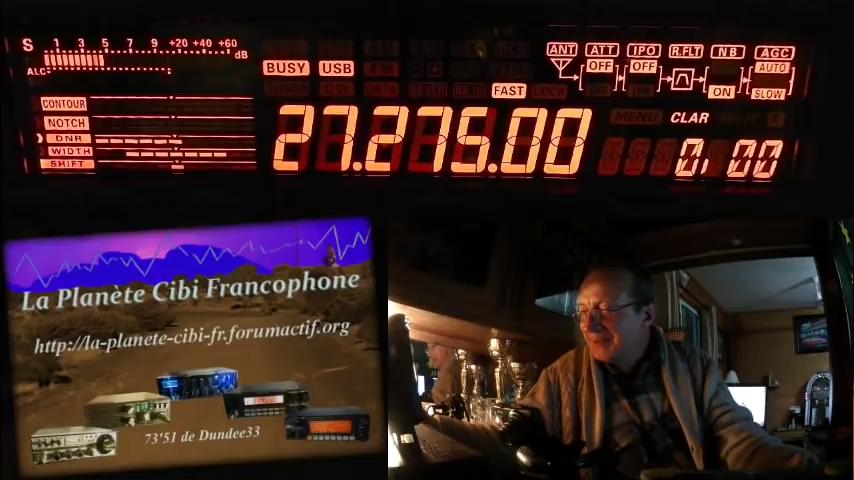 S 1 3 5 7 9 +20 +40 +60 dB
ALC
BUSY USB
FAST
ANT ATT IPO R.FLT NB AGC
OFF OFF AUTO
ON SLOW
CONTOUR
NOTCH
DNR
WIDTH
SHIFT
27.275.00
MENU CLAR
0.00
La Planète Cibi Francophone
http://la-planete-cibi-fr.forumactif.org
73'51 de Dundee33